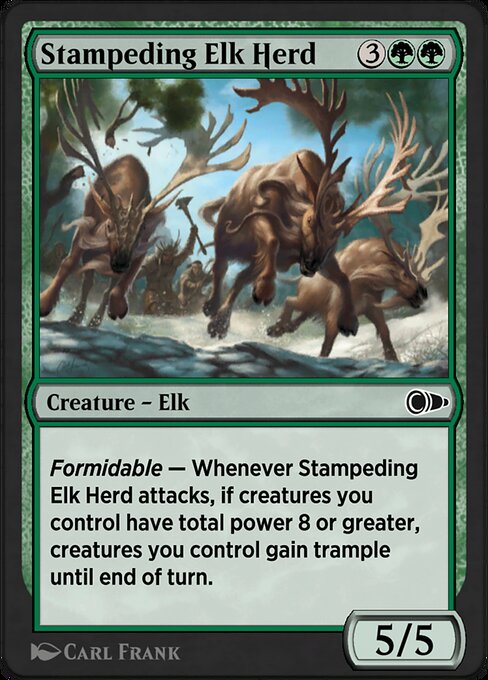 Stampeding Elk Herd 3
Creature – Elk
Formidable — Whenever Stampeding
Elk Herd attacks, if creatures you
control have total power 8 or greater,
creatures you control gain trample
until end of turn.
5/5
Carl Frank